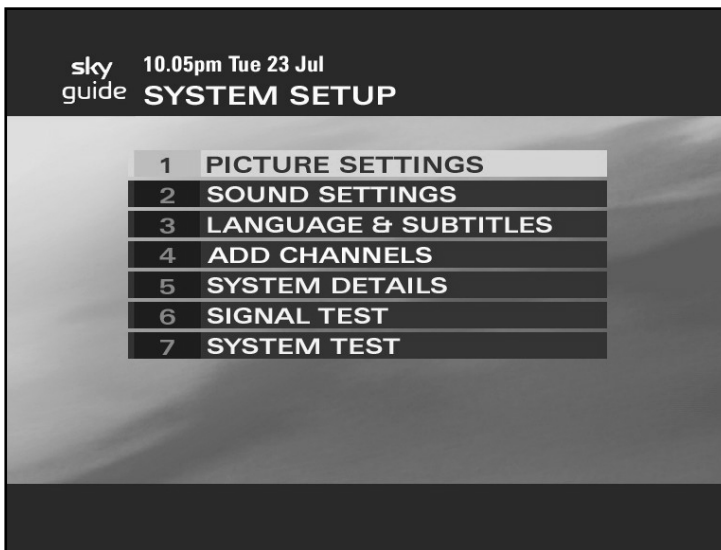 sky 10.05pm Tue 23 Jul
guide SYSTEM SETUP
1 PICTURE SETTINGS
2 SOUND SETTINGS
3 LANGUAGE & SUBTITLES
4 ADD CHANNELS
5 SYSTEM DETAILS
6 SIGNAL TEST
7 SYSTEM TEST